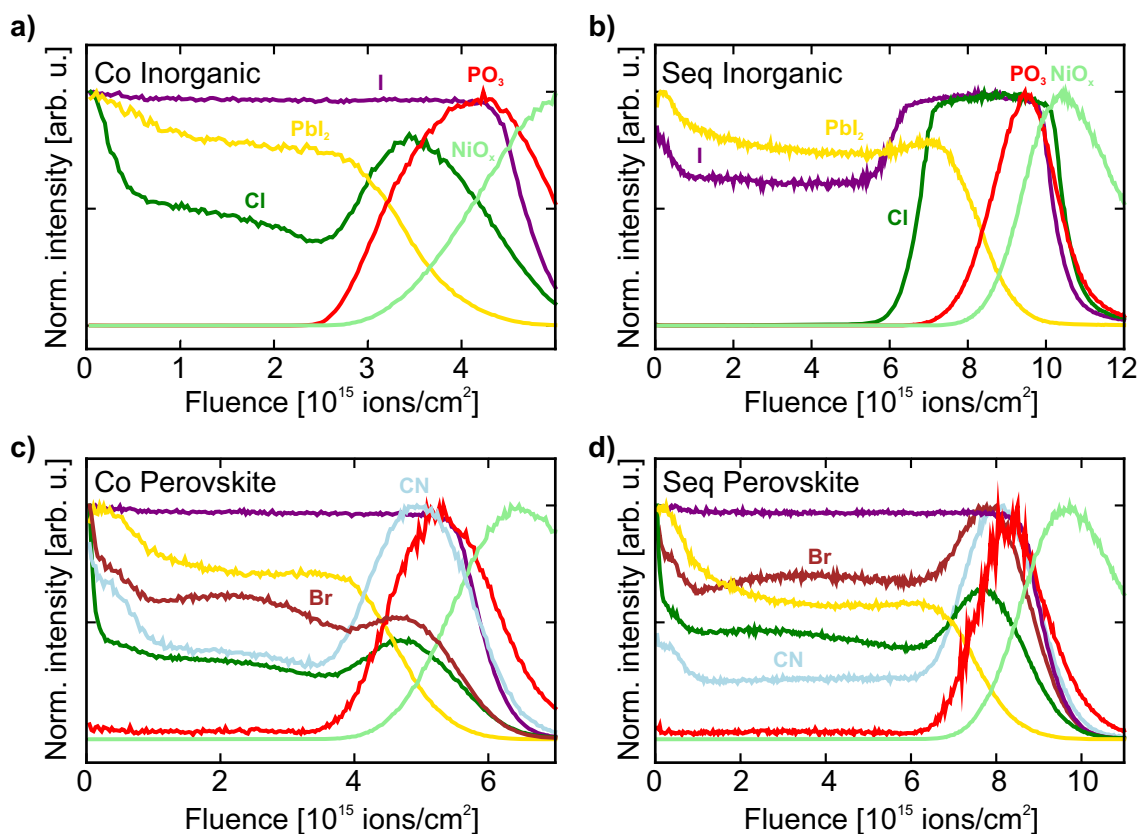 a)
Co Inorganic
I
PO3
PbI2
NiOx
Cl
Norm. intensity [arb. u.]
0 1 2 3 4
Fluence [10^15 ions/cm^2]
b)
Seq Inorganic
PO3
NiOx
PbI2
I
Cl
Norm. intensity [arb. u.]
0 2 4 6 8 10 12
Fluence [10^15 ions/cm^2]
c)
Co Perovskite
CN
Br
Norm. intensity [arb. u.]
0 2 4 6
Fluence [10^15 ions/cm^2]
d)
Seq Perovskite
Br
CN
Norm. intensity [arb. u.]
0 2 4 6 8 10
Fluence [10^15 ions/cm^2]